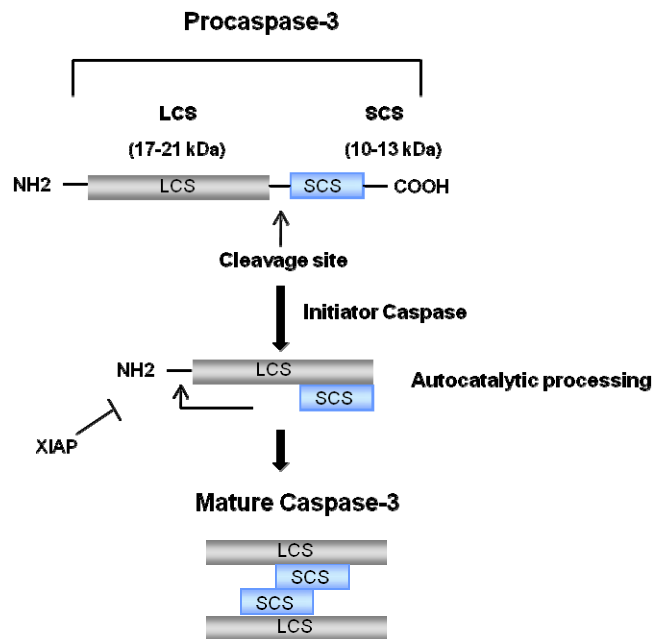 Procaspase-3
LCS SCS
(17-21 kDa) (10-13 kDa)
NH2 LCS SCS COOH
Cleavage site
Initiator Caspase
NH2 LCS
Autocatalytic processing
SCS
XIAP
Mature Caspase-3
LCS
SCS
SCS
LCS